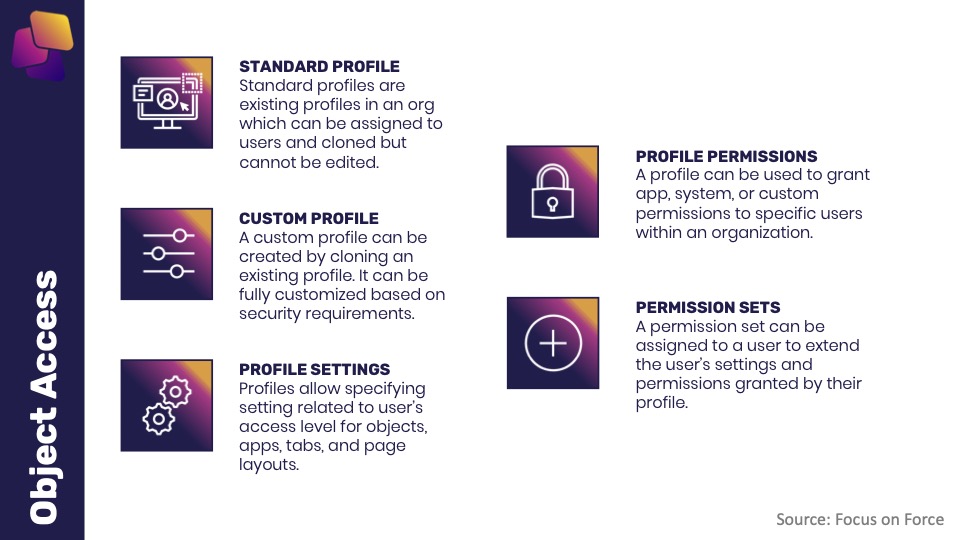 Object Access
STANDARD PROFILE
Standard profiles are
existing profiles in an org
which can be assigned to
users and cloned but
cannot be edited.
CUSTOM PROFILE
A custom profile can be
created by cloning an
existing profile. It can be
fully customized based on
security requirements.
PROFILE SETTINGS
Profiles allow specifying
setting related to user's
access level for objects,
apps, tabs, and page
layouts.
PROFILE PERMISSIONS
A profile can be used to grant
app, system, or custom
permissions to specific users
within an organization.
PERMISSION SETS
A permission set can be
assigned to a user to extend
the user's settings and
permissions granted by their
profile.
Source: Focus on Force